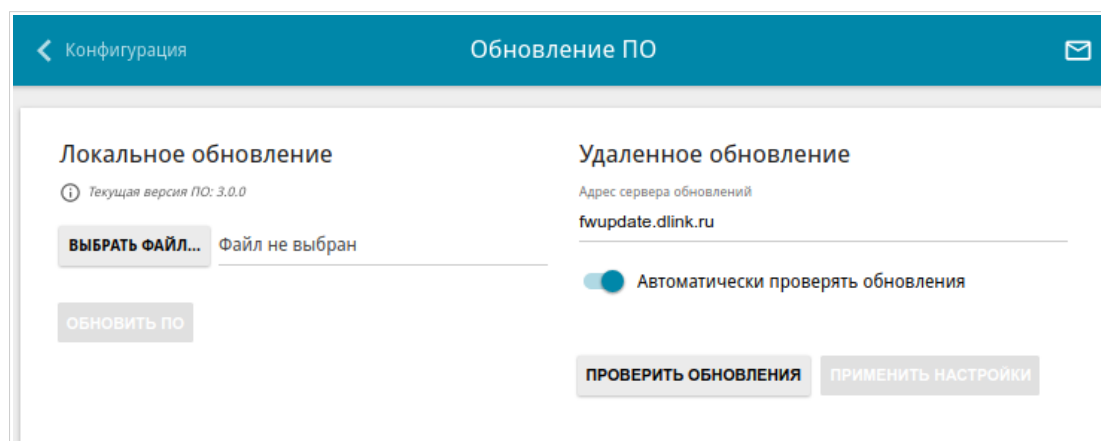 Конфигурация
Обновление ПО
Локальное обновление
Текущая версия ПО: 3.0.0
ВЫБРАТЬ ФАЙЛ...
Файл не выбран
ОБНОВИТЬ ПО
Удаленное обновление
Адрес сервера обновлений
fwupdate.dlink.ru
Автоматически проверять обновления
ПРОВЕРИТЬ ОБНОВЛЕНИЯ
ПРИМЕНИТЬ НАСТРОЙКИ